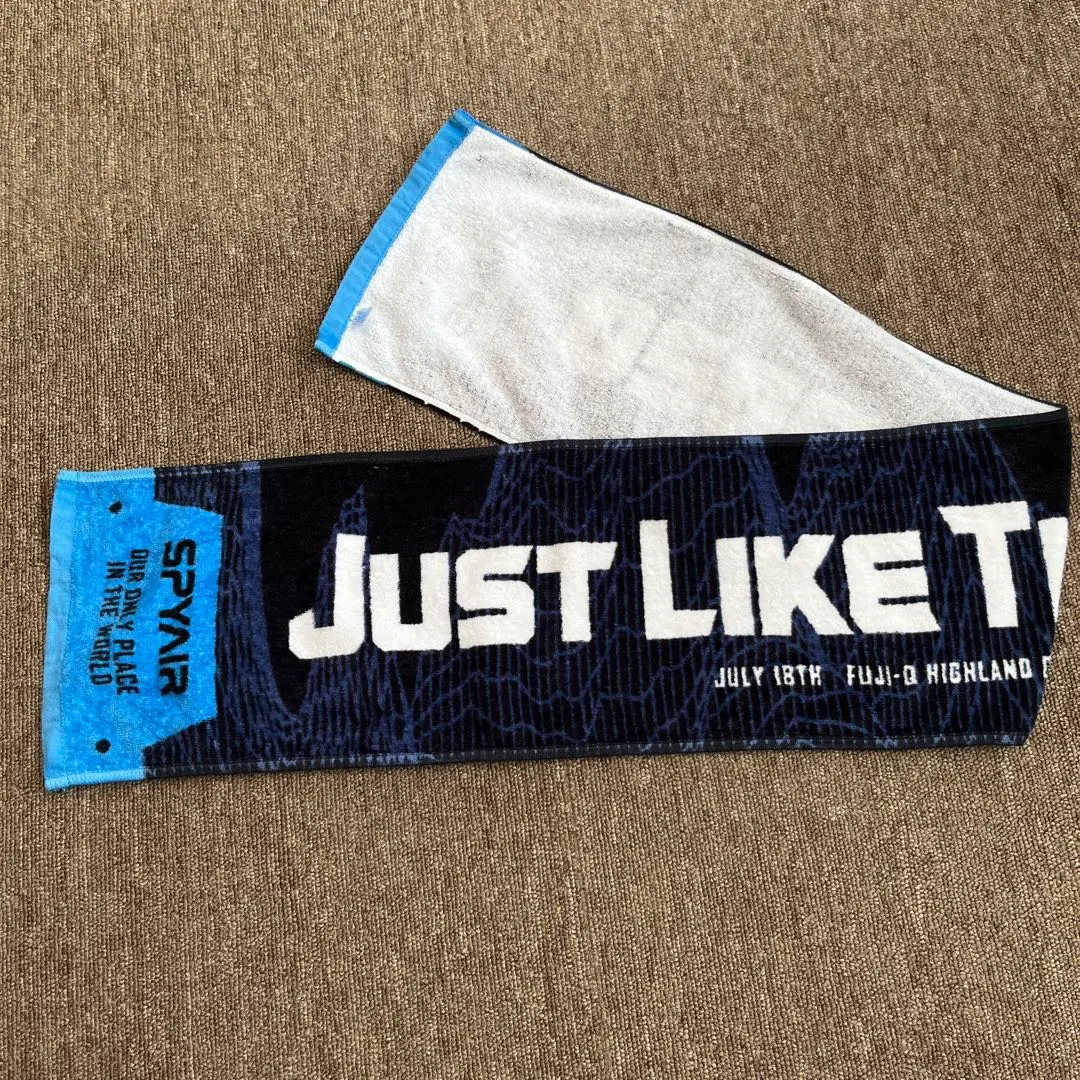 SPYAIR
OUR ONLY PLACE
IN THE WORLD
JUST LIKE T
JULY 18TH FUJI-Q HIGHLAND